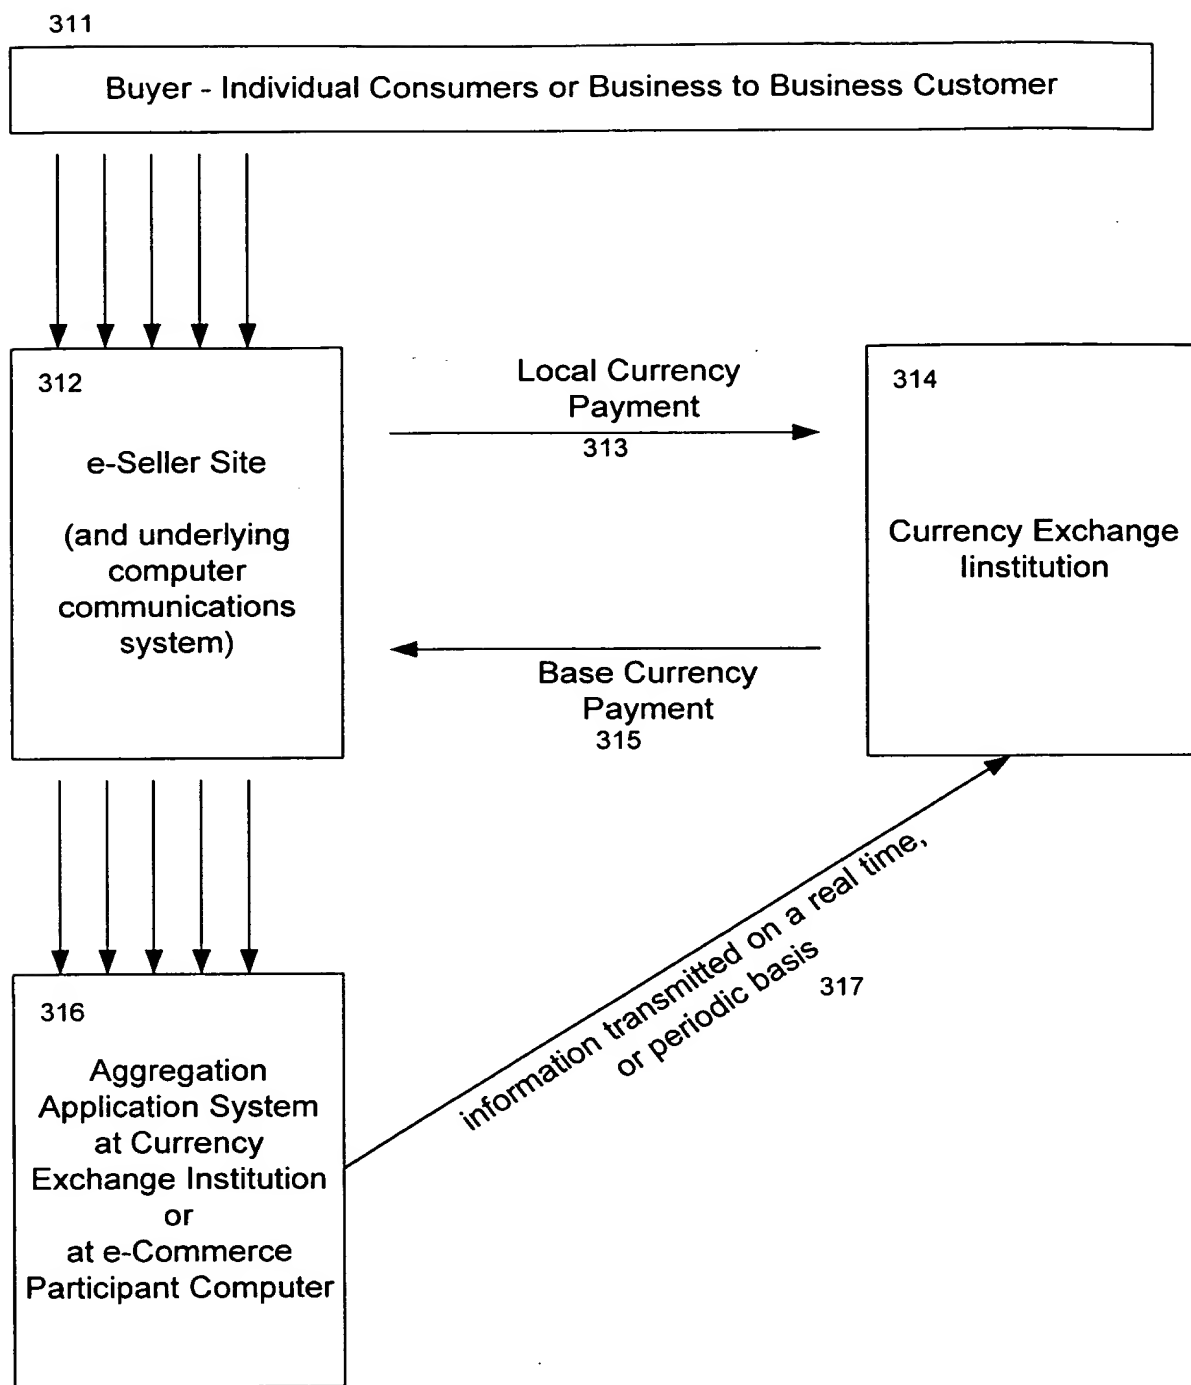 311
Buyer - Individual Consumers or Business to Business Customer
312
e-Seller Site
(and underlying
computer
communications
system)
Local Currency
Payment
313
314
Currency Exchange
Iinstitution
Base Currency
Payment
315
316
Aggregation
Application System
at Currency
Exchange Institution
or
at e-Commerce
Participant Computer
information transmitted on a real time,
or periodic basis
317